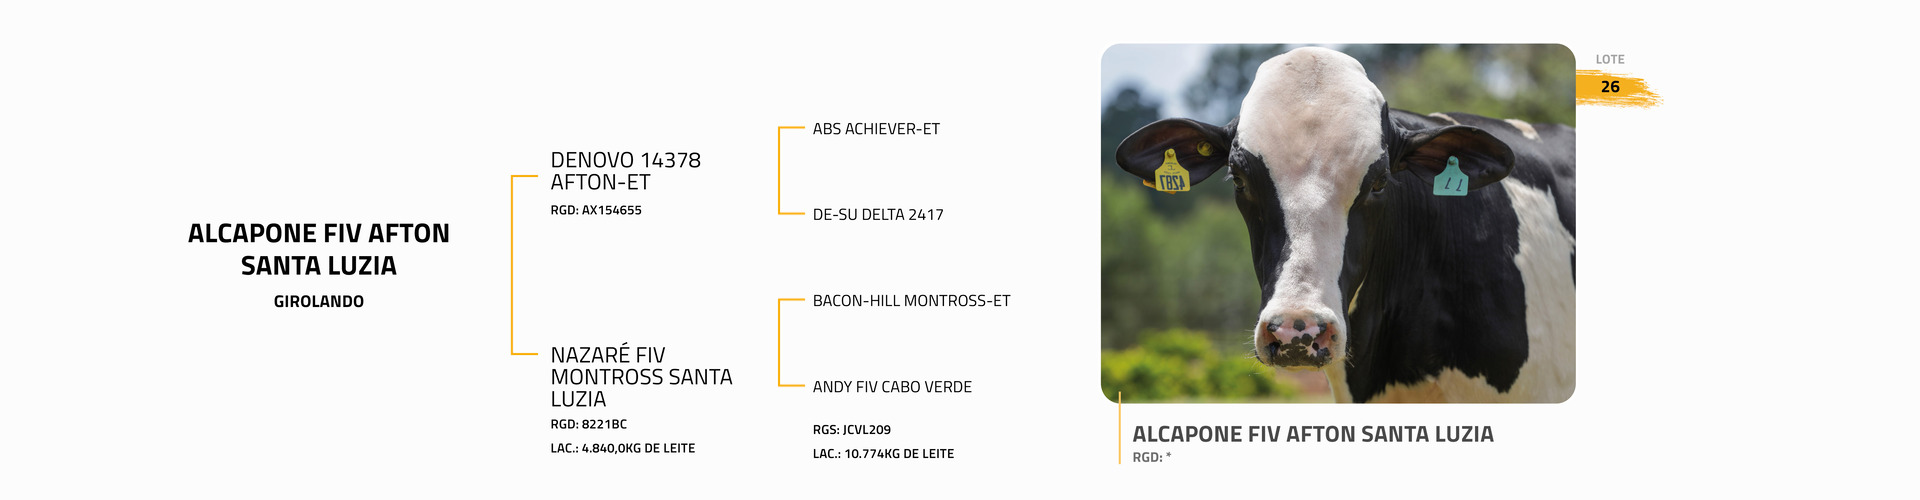 ALCAPONE FIV AFTON
SANTA LUZIA
GIROLANDO
DENOVO 14378
AFTON-ET
RGD: AX154655
NAZARÉ FIV
MONTROSS SANTA
LUZIA
RGD: 8221BC
LAC.: 4.840,0KG DE LEITE
ABS ACHIEVER-ET
DE-SU DELTA 2417
BACON-HILL MONTROSS-ET
ANDY FIV CABO VERDE
RGS: JCVL209
LAC.: 10.774KG DE LEITE
LOTE
26
4287
11
ALCAPONE FIV AFTON SANTA LUZIA
RGD: *